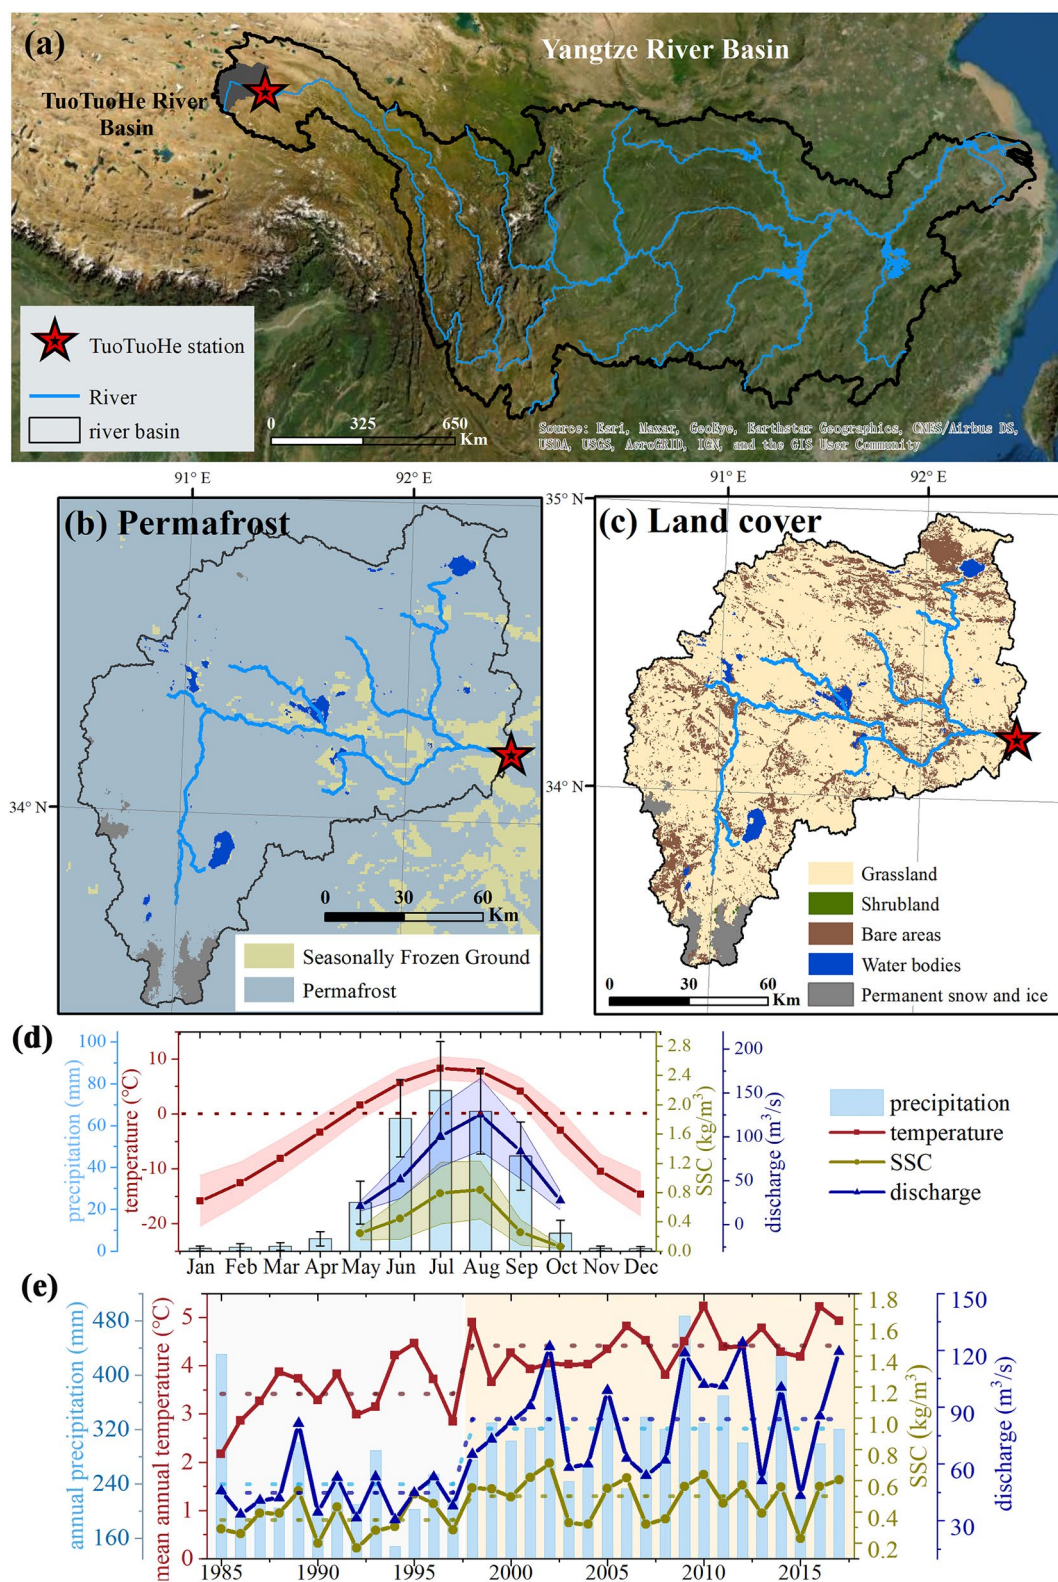 (a)
Yangtze River Basin
TuoTuoHe River
Basin
TuoTuoHe station
River
river basin
0 325 650
Km
Source: Esri, Maxar, GeoEye, Earthstar Geographics, CNES/Airbus DS,
USDA, USGS, AeroGRID, IGN, and the GIS User Community
91° E 92° E 91° E 92° E
35° N
(b) Permafrost
(c) Land cover
34° N
34° N
0 30 60
Km
Seasonally Frozen Ground
Permafrost
Grassland
Shrubland
Bare areas
Water bodies
Permanent snow and ice
0 30 60
Km
(d)
precipitation (mm)
100
80
60
40
20
0
temperature (°C)
10
0
-10
-20
SSC (kg/m³)
2.8
2.4
2.0
1.6
1.2
0.8
0.4
0.0
discharge (m³/s)
200
150
100
50
0
Jan Feb Mar Apr May Jun Jul Aug Sep Oct Nov Dec
precipitation
temperature
SSC
discharge
(e)
annual precipitation (mm)
480
400
320
240
160
mean annual temperature (°C)
5
4
3
2
1
0
SSC (kg/m³)
1.8
1.6
1.4
1.2
1.0
0.8
0.6
0.4
0.2
discharge (m³/s)
150
120
90
60
30
1985 1990 1995 2000 2005 2010 2015